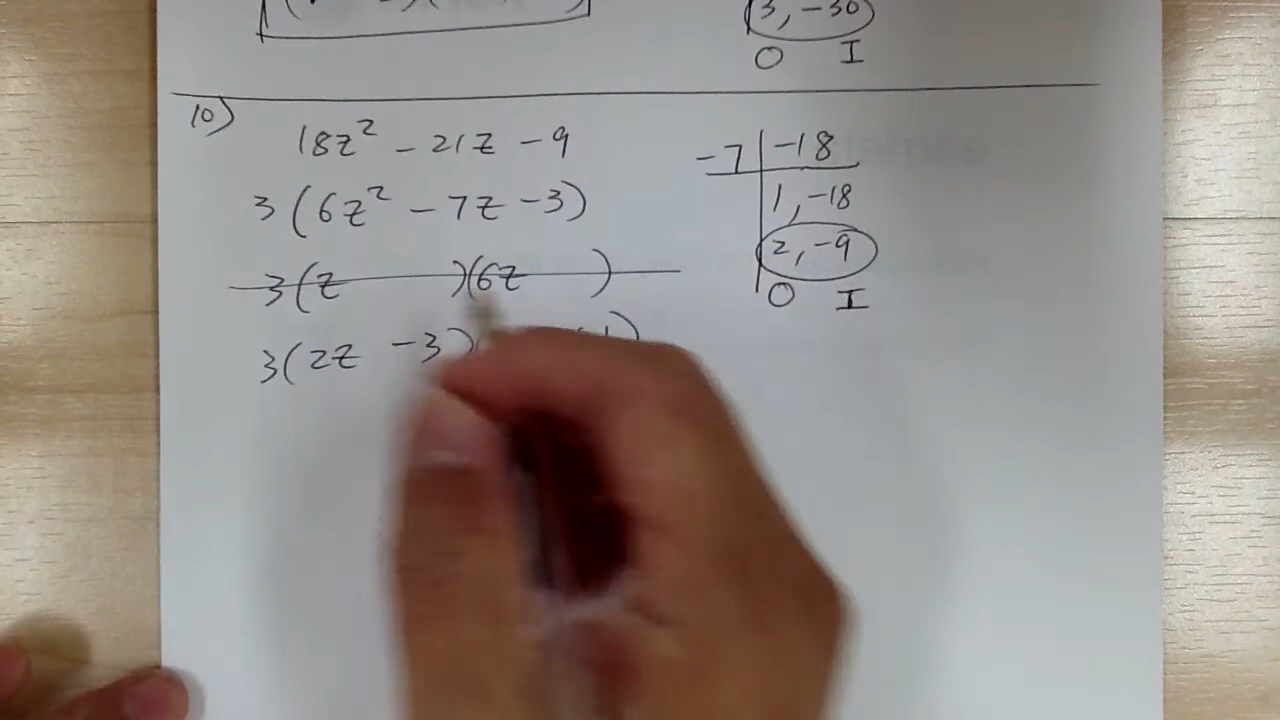 3, -36
O I
10)
18z² - 21z - 9
3(6z² - 7z - 3)
3(z )(6z )
3(2z - 3)
-7 | -18
1, -18
2, -9
O I